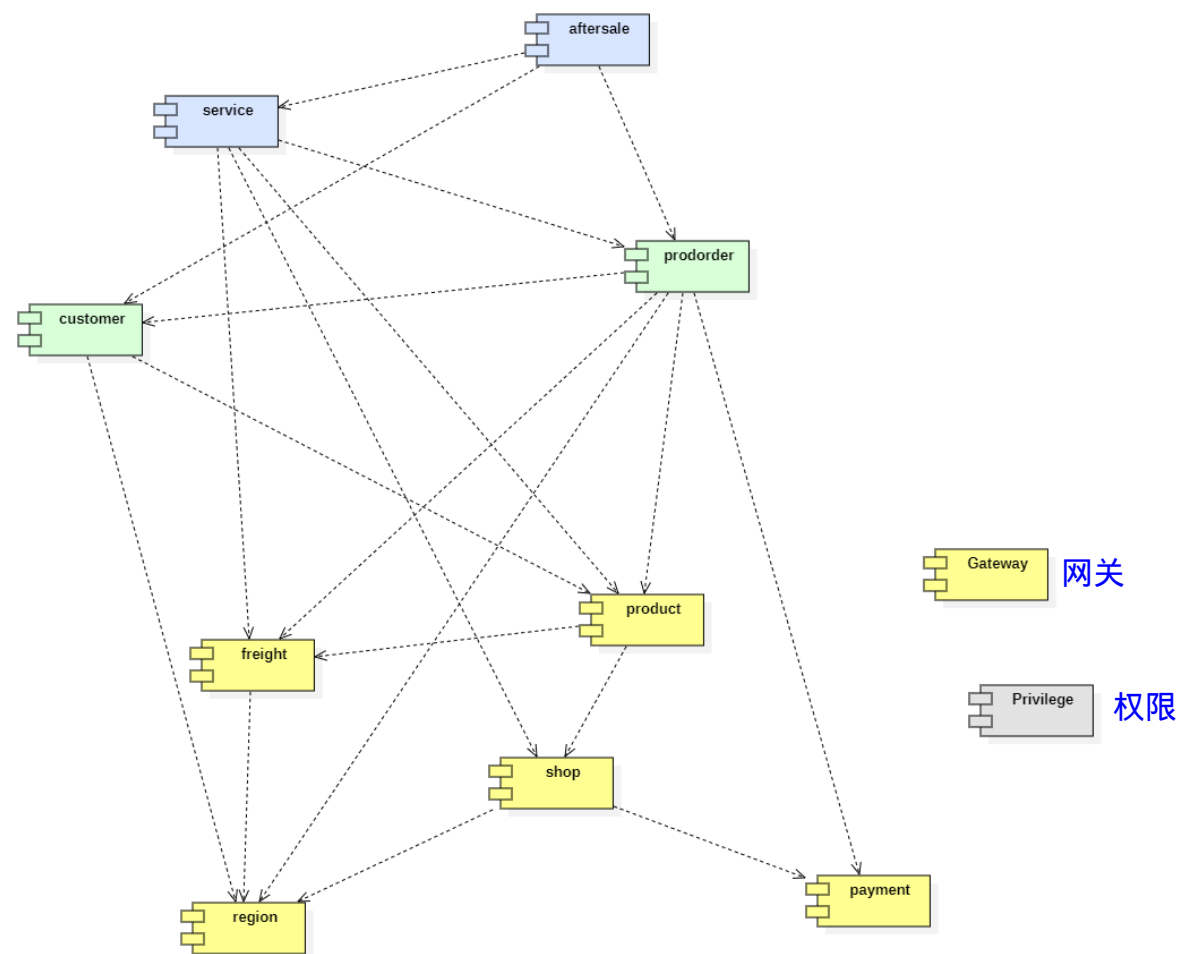 aftersale
service
prodorder
customer
Gateway 网关
product
freight
Privilege 权限
shop
payment
region